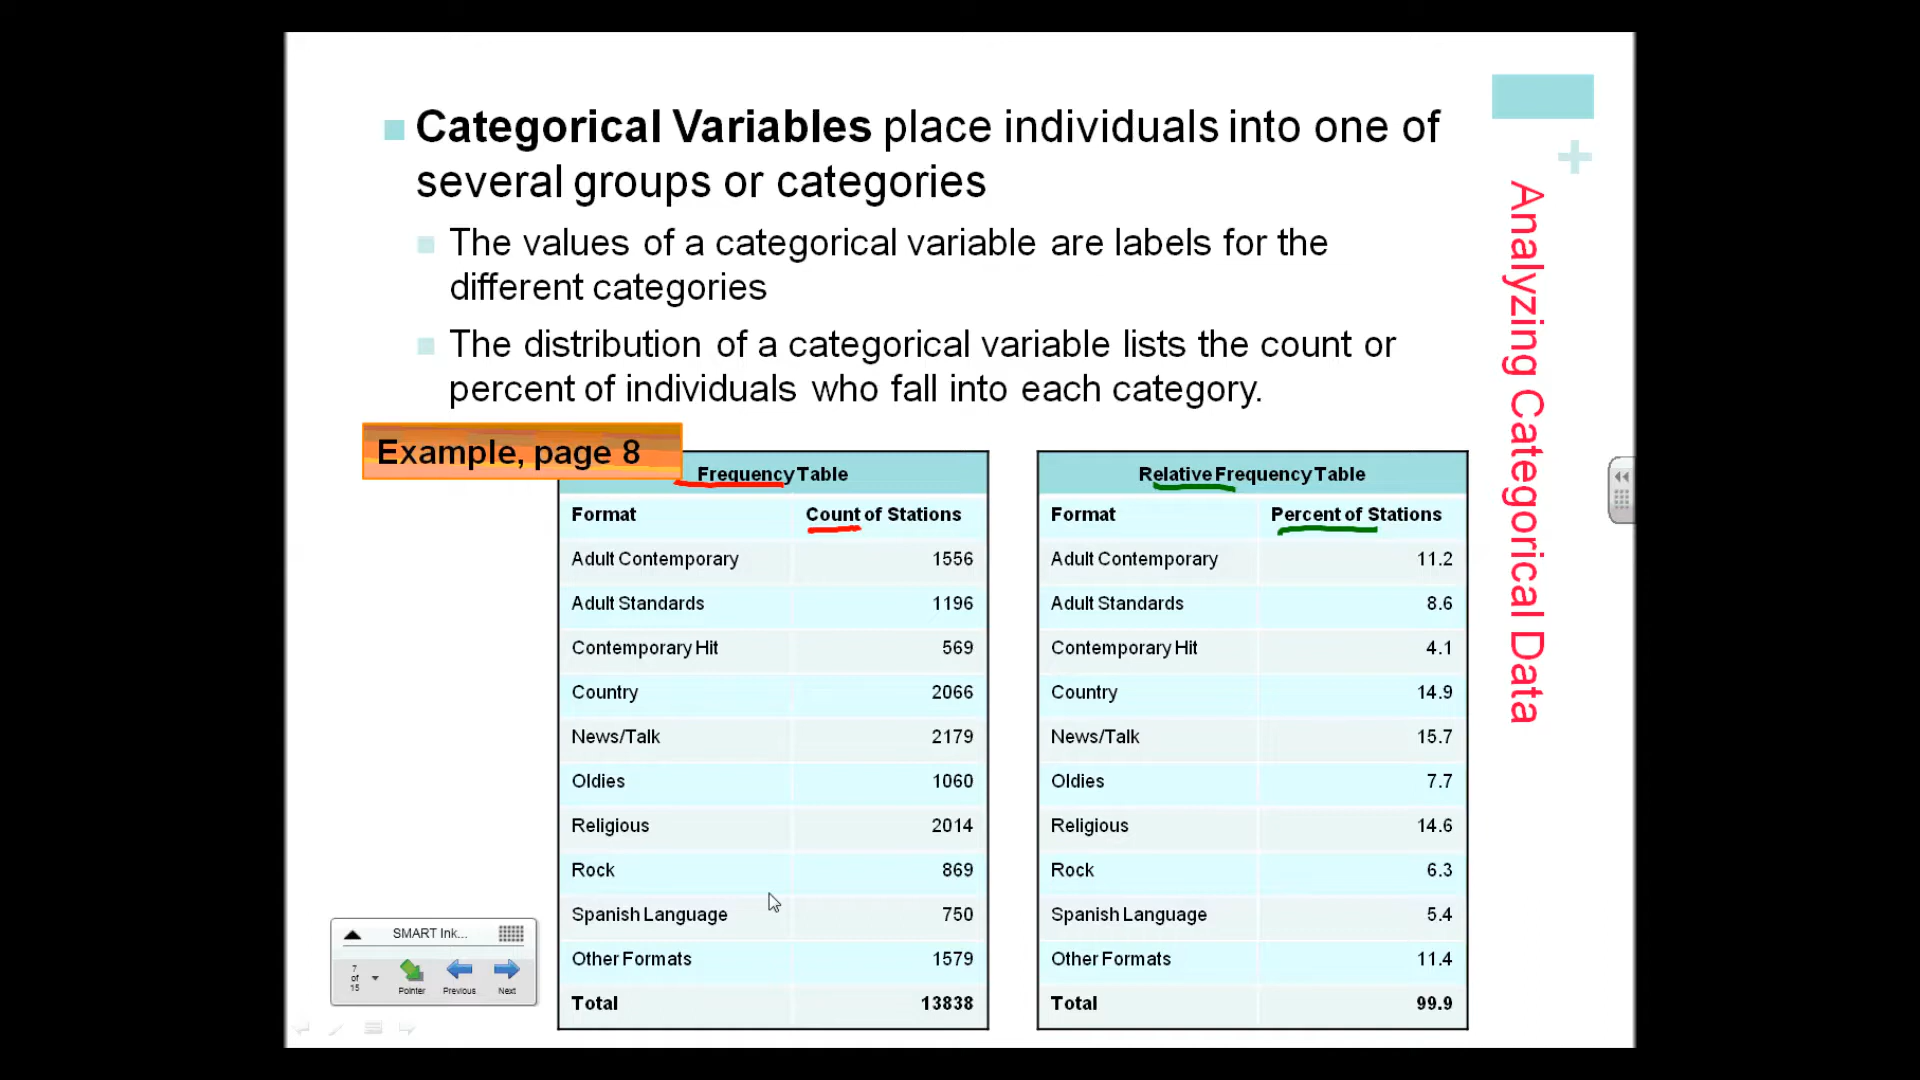 Categorical Variables place individuals into one of
several groups or categories
The values of a categorical variable are labels for the
different categories
The distribution of a categorical variable lists the count or
percent of individuals who fall into each category.
Example, page 8
Frequency Table
Format Count of Stations
Adult Contemporary 1556
Adult Standards 1196
Contemporary Hit 569
Country 2066
News/Talk 2179
Oldies 1060
Religious 2014
Rock 869
Spanish Language 750
Other Formats 1579
Total 13838
Relative Frequency Table
Format Percent of Stations
Adult Contemporary 11.2
Adult Standards 8.6
Contemporary Hit 4.1
Country 14.9
News/Talk 15.7
Oldies 7.7
Religious 14.6
Rock 6.3
Spanish Language 5.4
Other Formats 11.4
Total 99.9
Analyzing Categorical Data
SMART Ink...
7
of
15
Pointer Previous Next